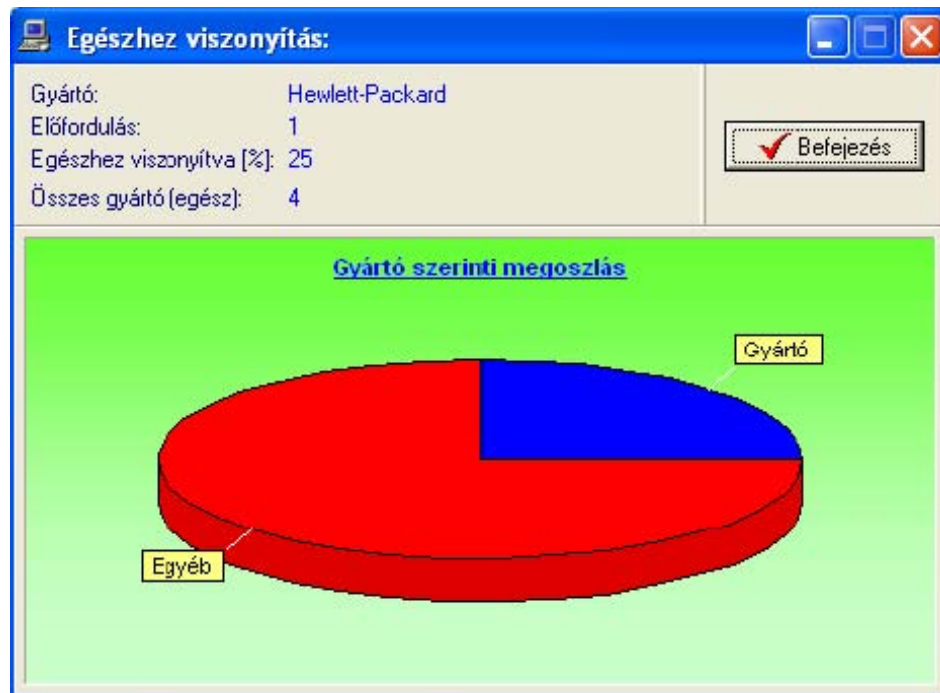 Egészhez viszonyítás:
Gyártó: Hewlett-Packard
Előfordulás: 1
Egészhez viszonyítva [%]: 25
Összes gyártó (egész): 4
Befejezés
Gyártó szerinti megoszlás
Gyártó
Egyéb